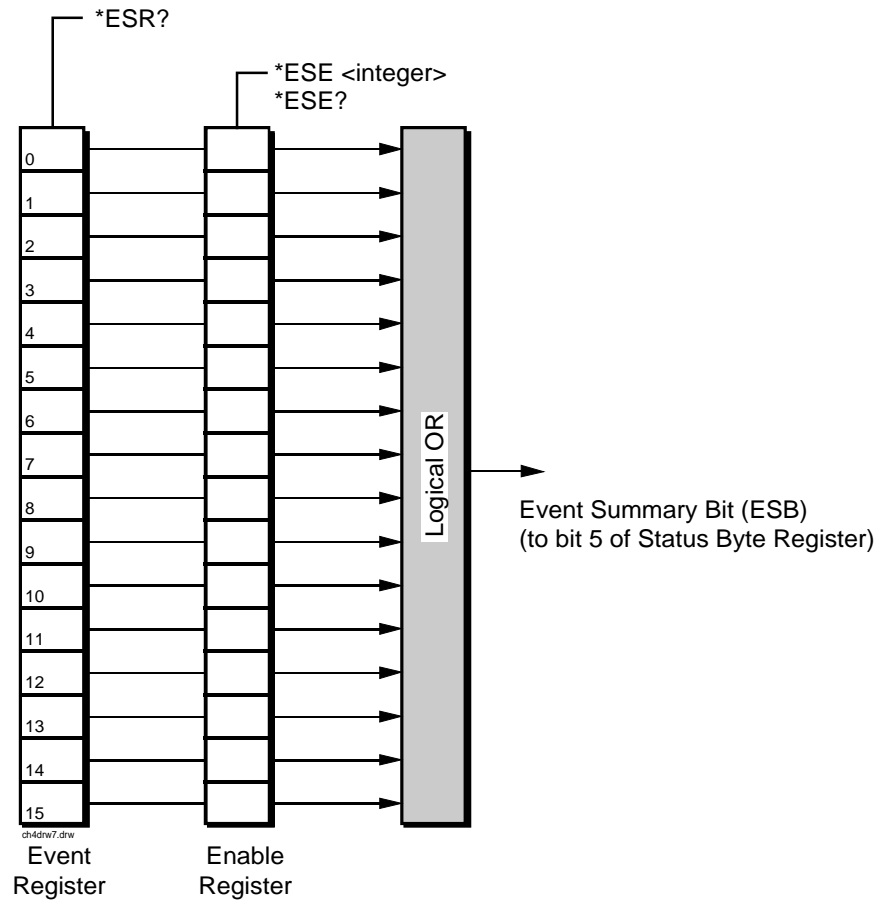 *ESR?
*ESE <integer>
*ESE?
0
1
2
3
4
5
6
7
8
9
10
11
12
13
14
15
Logical OR
Event Summary Bit (ESB)
(to bit 5 of Status Byte Register)
ch4drw7.drw
Event
Register
Enable
Register